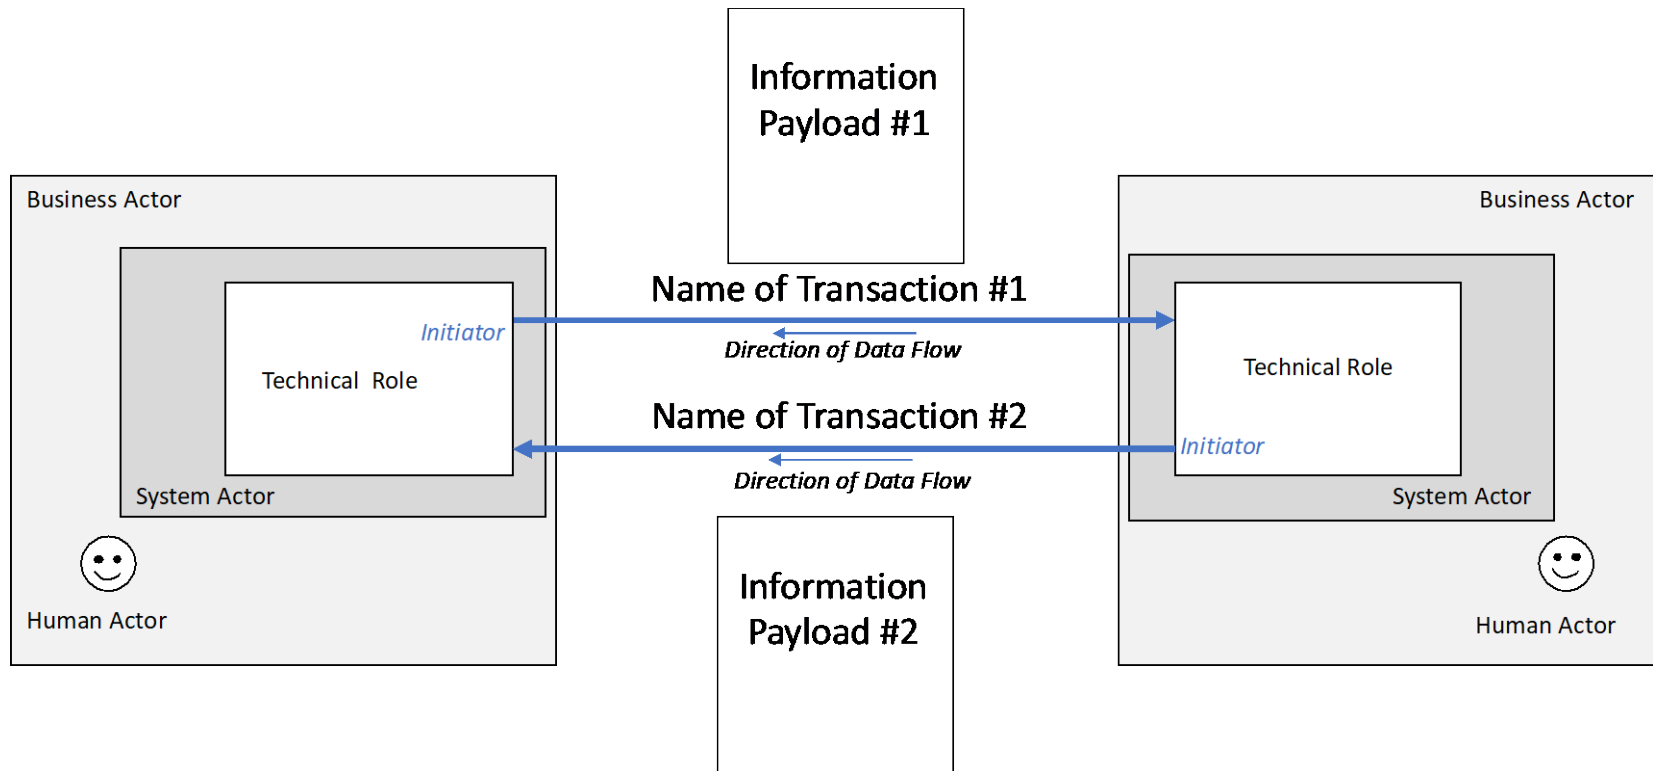 Information
Payload #1
Business Actor
Business Actor
Name of Transaction #1
Initiator
Direction of Data Flow
Technical Role
Technical Role
Name of Transaction #2
Initiator
Direction of Data Flow
System Actor
System Actor
Information
Payload #2
Human Actor
Human Actor